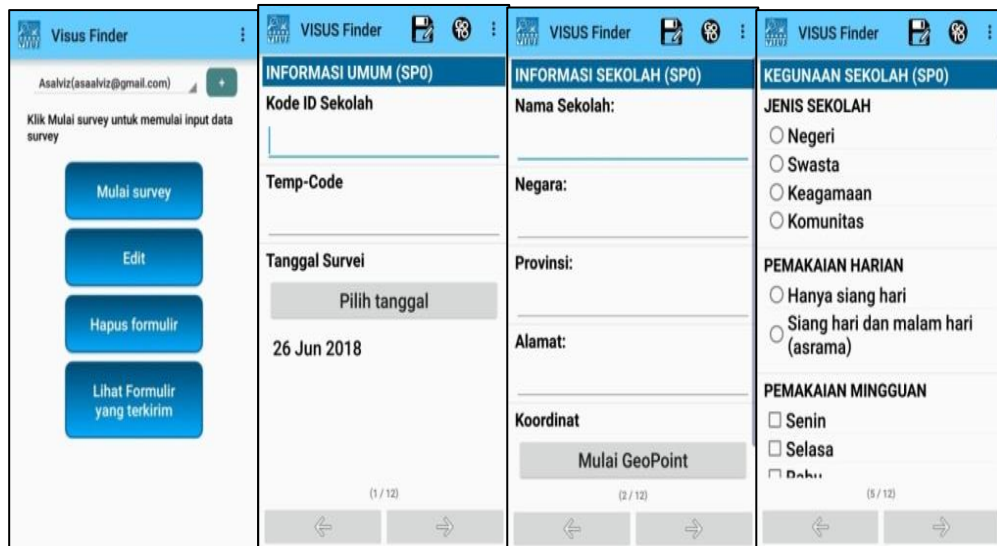 Visus Finder
Asalviz(asaalviz@gmail.com)
+
Klik Mulai survey untuk memulai input data
survey
Mulai survey
Edit
Hapus formulir
Lihat Formulir
yang terkirim
VISUS Finder
INFORMASI UMUM (SP0)
Kode ID Sekolah
Temp-Code
Tanggal Survei
Pilih tanggal
26 Jun 2018
(1 / 12)
VISUS Finder
INFORMASI SEKOLAH (SP0)
Nama Sekolah:
Negara:
Provinsi:
Alamat:
Koordinat
Mulai GeoPoint
(2 / 12)
VISUS Finder
KEGUNAAN SEKOLAH (SP0)
JENIS SEKOLAH
Negeri
Swasta
Keagamaan
Komunitas
PEMAKAIAN HARIAN
Hanya siang hari
Siang hari dan malam hari
(asrama)
PEMAKAIAN MINGGUAN
Senin
Selasa
Rabu
(5 / 12)